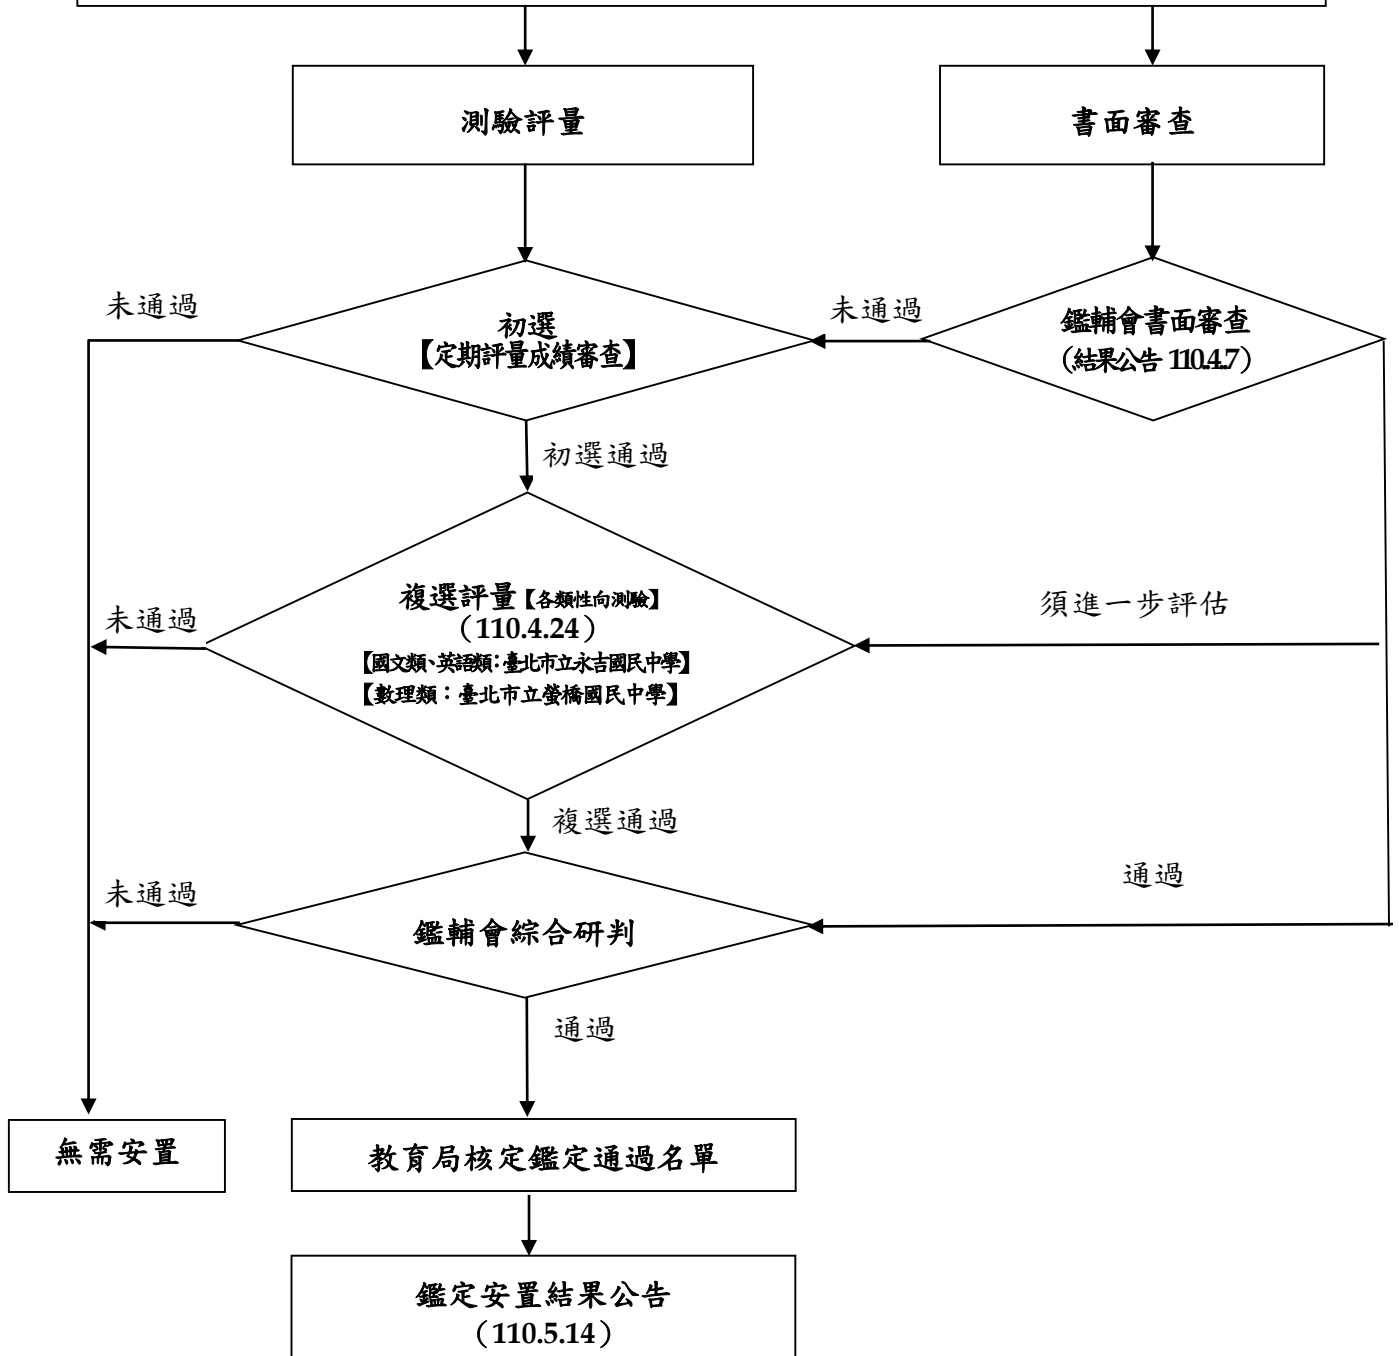 測驗評量
書面審查
未通過
初選
【定期評量成績審查】
未通過
鑑輔會書面審查
(結果公告 110.4.7)
初選通過
未通過
複選評量【各類性向測驗】
(110.4.24)
【國文類、英語類：臺北市立永吉國民中學】
【數理類：臺北市立螢橋國民中學】
須進一步評估
複選通過
未通過
鑑輔會綜合研判
通過
通過
無需安置
教育局核定鑑定通過名單
鑑定安置結果公告
(110.5.14)